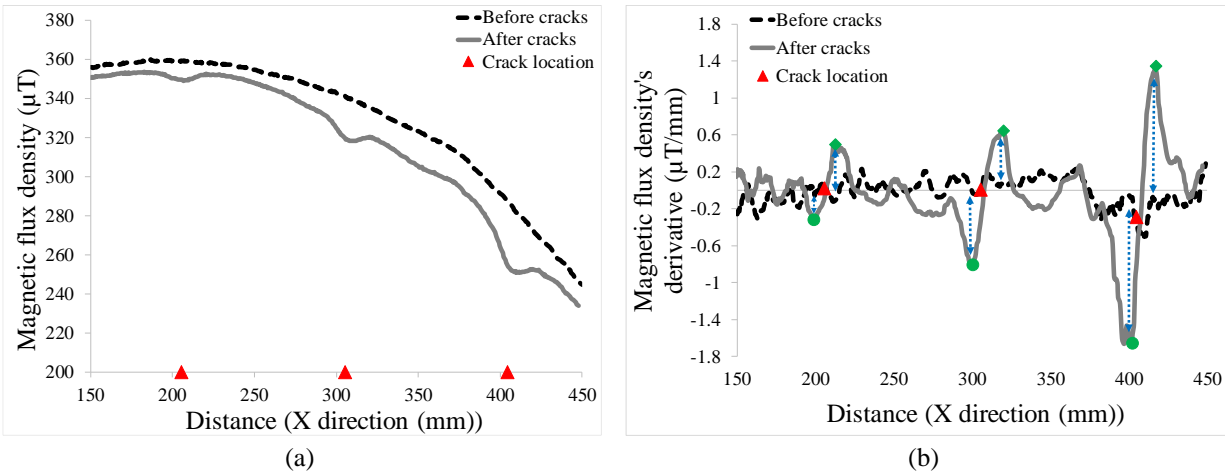 Magnetic flux density (µT)
380
360
340
320
300
280
260
240
220
200
Before cracks
After cracks
Crack location
150 200 250 300 350 400 450
Distance (X direction (mm))
(a)
Magnetic flux density's
derivative (µT/mm)
1.8
1.4
1
0.6
0.2
-0.2
-0.6
-1
-1.4
-1.8
Before cracks
After cracks
Crack location
150 200 250 300 350 400 450
Distance (X direction (mm))
(b)